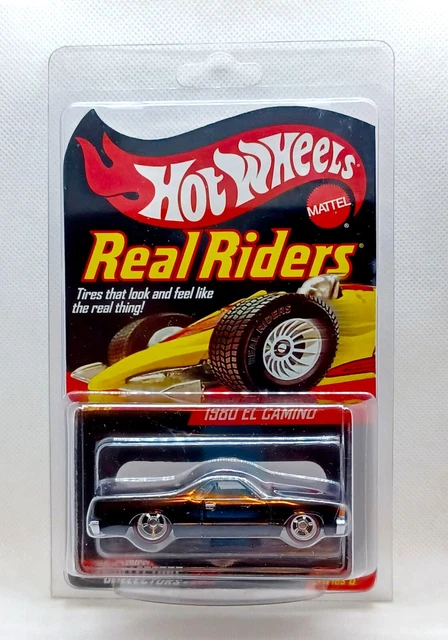 HOT WHEELS
MATTEL
Real Riders
Tires that look and feel like
the real thing!
REAL RIDERS
1980 EL CAMINO
COLLECTORS